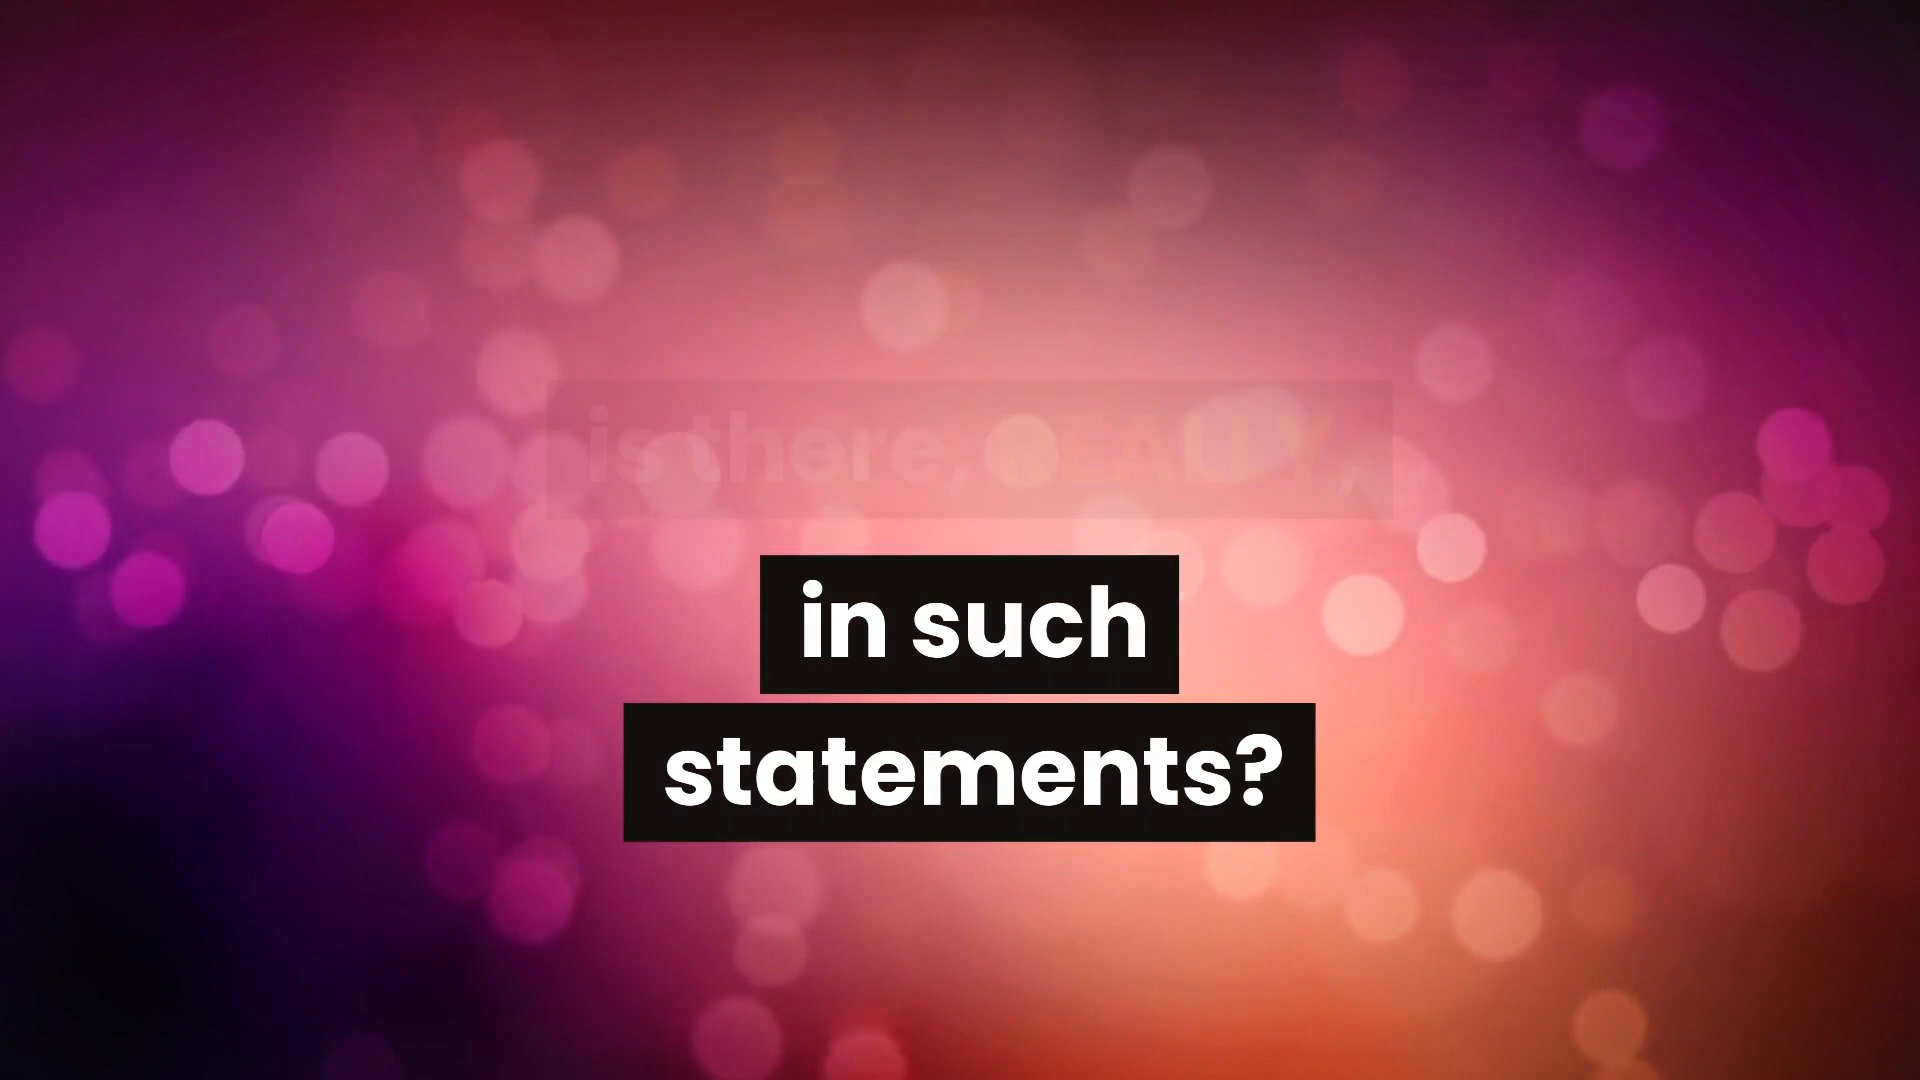 is there, REALLY,
in such
statements?